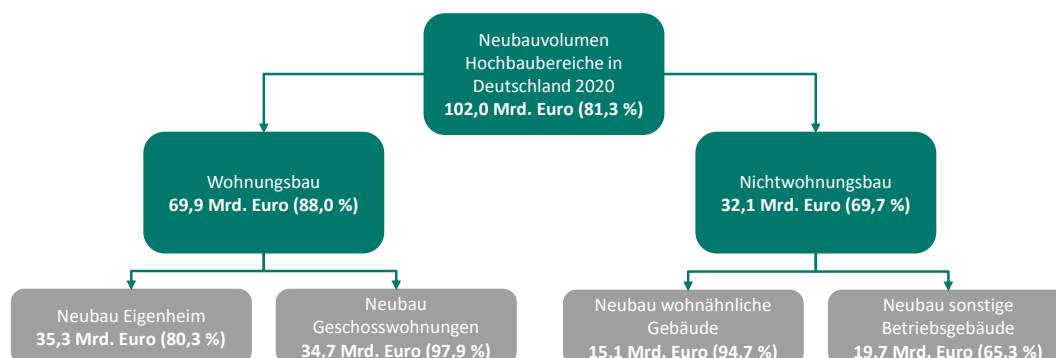 Neubauvolumen
Hochbaubereiche in
Deutschland 2020
102,0 Mrd. Euro (81,3 %)
Wohnungsbau
69,9 Mrd. Euro (88,0 %)
Nichtwohnungsbau
32,1 Mrd. Euro (69,7 %)
Neubau Eigenheim
35,3 Mrd. Euro (80,3 %)
Neubau
Geschosswohnungen
34,7 Mrd. Euro (97,9 %)
Neubau wohnähnliche
Gebäude
15,1 Mrd. Euro (94,7 %)
Neubau sonstige
Betriebsgebäude
19,7 Mrd. Euro (65,3 %)